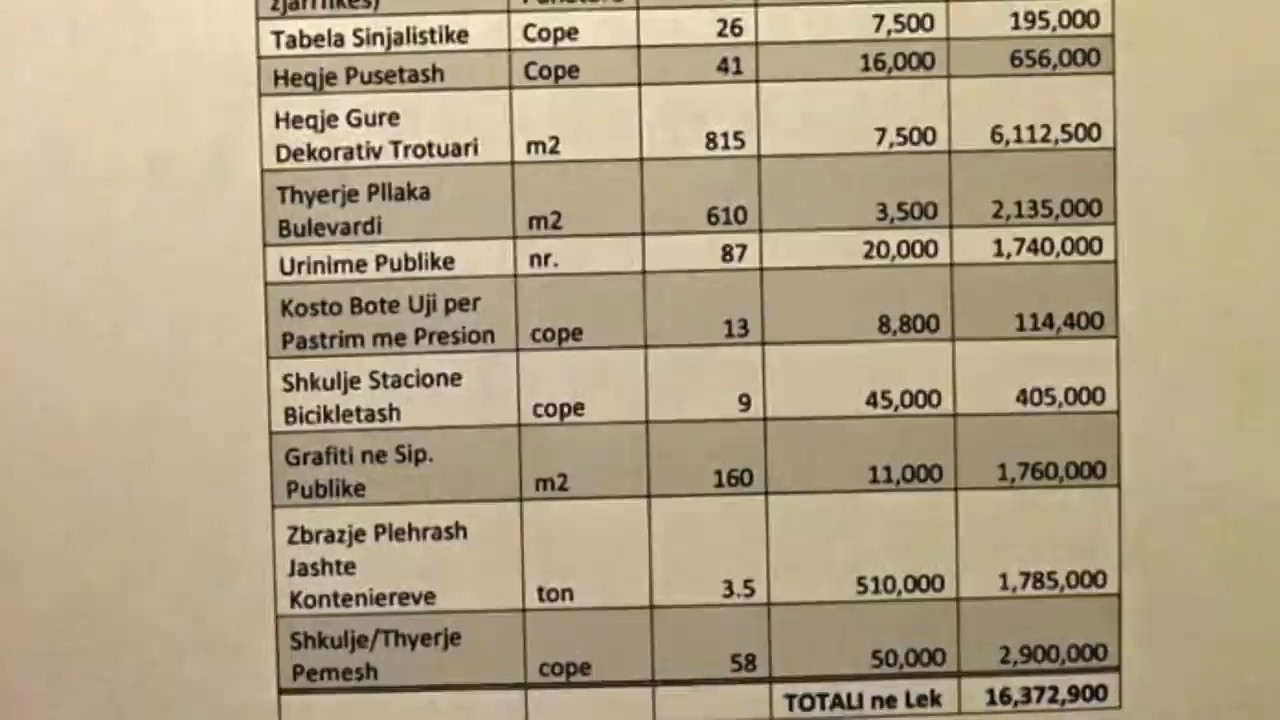 Tabela Sinjalistike Cope 26 7,500 195,000
Heqje Pusetash Cope 41 16,000 656,000
Heqje Gure
Dekorativ Trotuari m2 815 7,500 6,112,500
Thyerje Pllaka
Bulevardi m2 610 3,500 2,135,000
Urinime Publike nr. 87 20,000 1,740,000
Kosto Bote Uji per
Pastrim me Presion cope 13 8,800 114,400
Shkulje Stacione
Bicikletash cope 9 45,000 405,000
Grafiti ne Sip.
Publike m2 160 11,000 1,760,000
Zbrazje Plehrash
Jashte
Konteniereve ton 3.5 510,000 1,785,000
Shkulje/Thyerje
Pemesh cope 58 50,000 2,900,000
TOTALI ne Lek 16,372,900